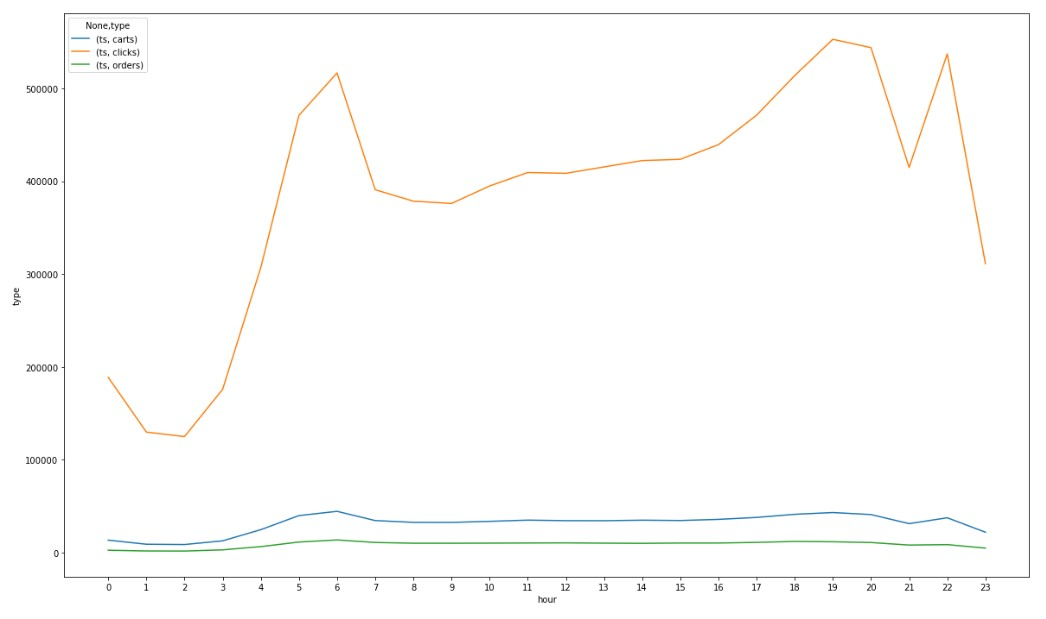 None,type
(ts, carts)
(ts, clicks)
(ts, orders)
500000
400000
300000
200000
100000
0
type
0 1 2 3 4 5 6 7 8 9 10 11 12 13 14 15 16 17 18 19 20 21 22 23
hour